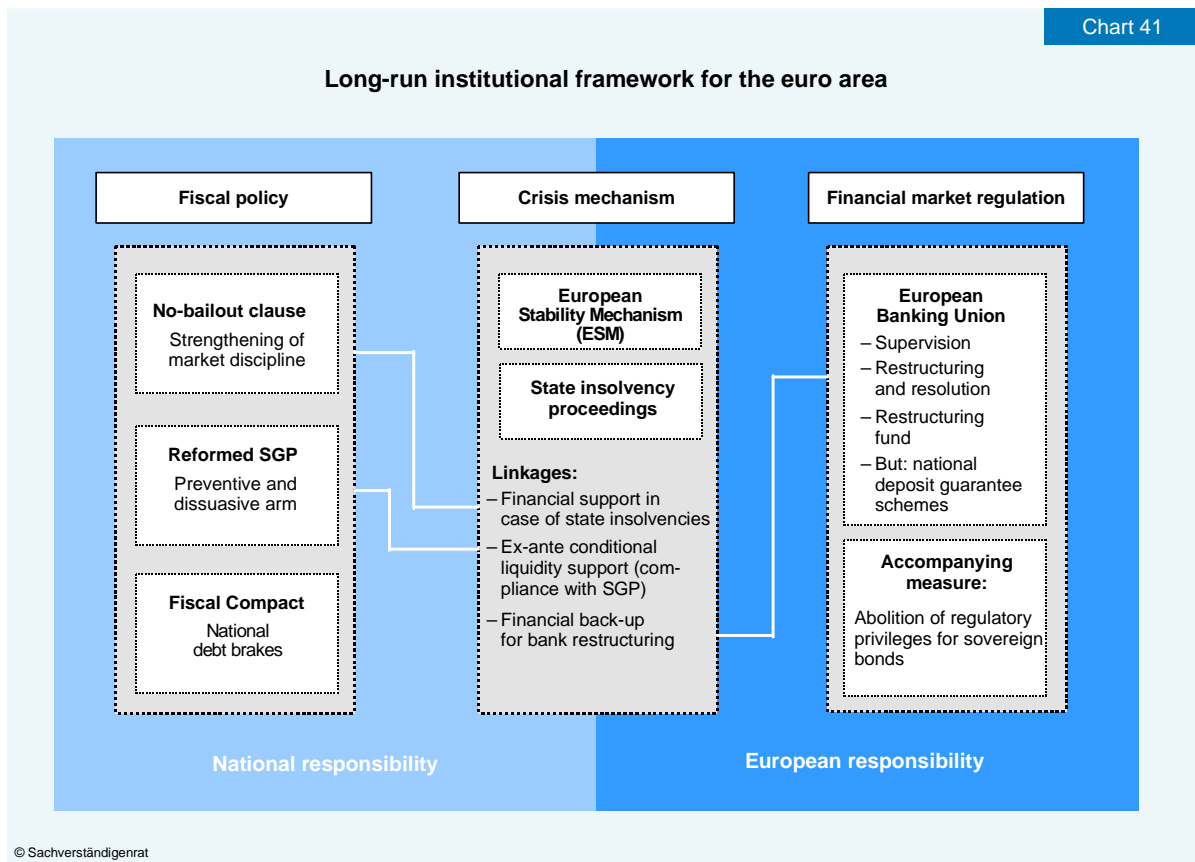 Chart 41
Long-run institutional framework for the euro area
Fiscal policy
No-bailout clause
Strengthening of
market discipline
Reformed SGP
Preventive and
dissuasive arm
Fiscal Compact
National
debt brakes
National responsibility
Crisis mechanism
European
Stability Mechanism
(ESM)
State insolvency
proceedings
Linkages:
– Financial support in
case of state insolvencies
– Ex-ante conditional
liquidity support (com-
pliance with SGP)
– Financial back-up
for bank restructuring
Financial market regulation
European
Banking Union
– Supervision
– Restructuring
and resolution
– Restructuring
fund
– But: national
deposit guarantee
schemes
Accompanying
measure:
Abolition of regulatory
privileges for sovereign
bonds
European responsibility
© Sachverständigenrat